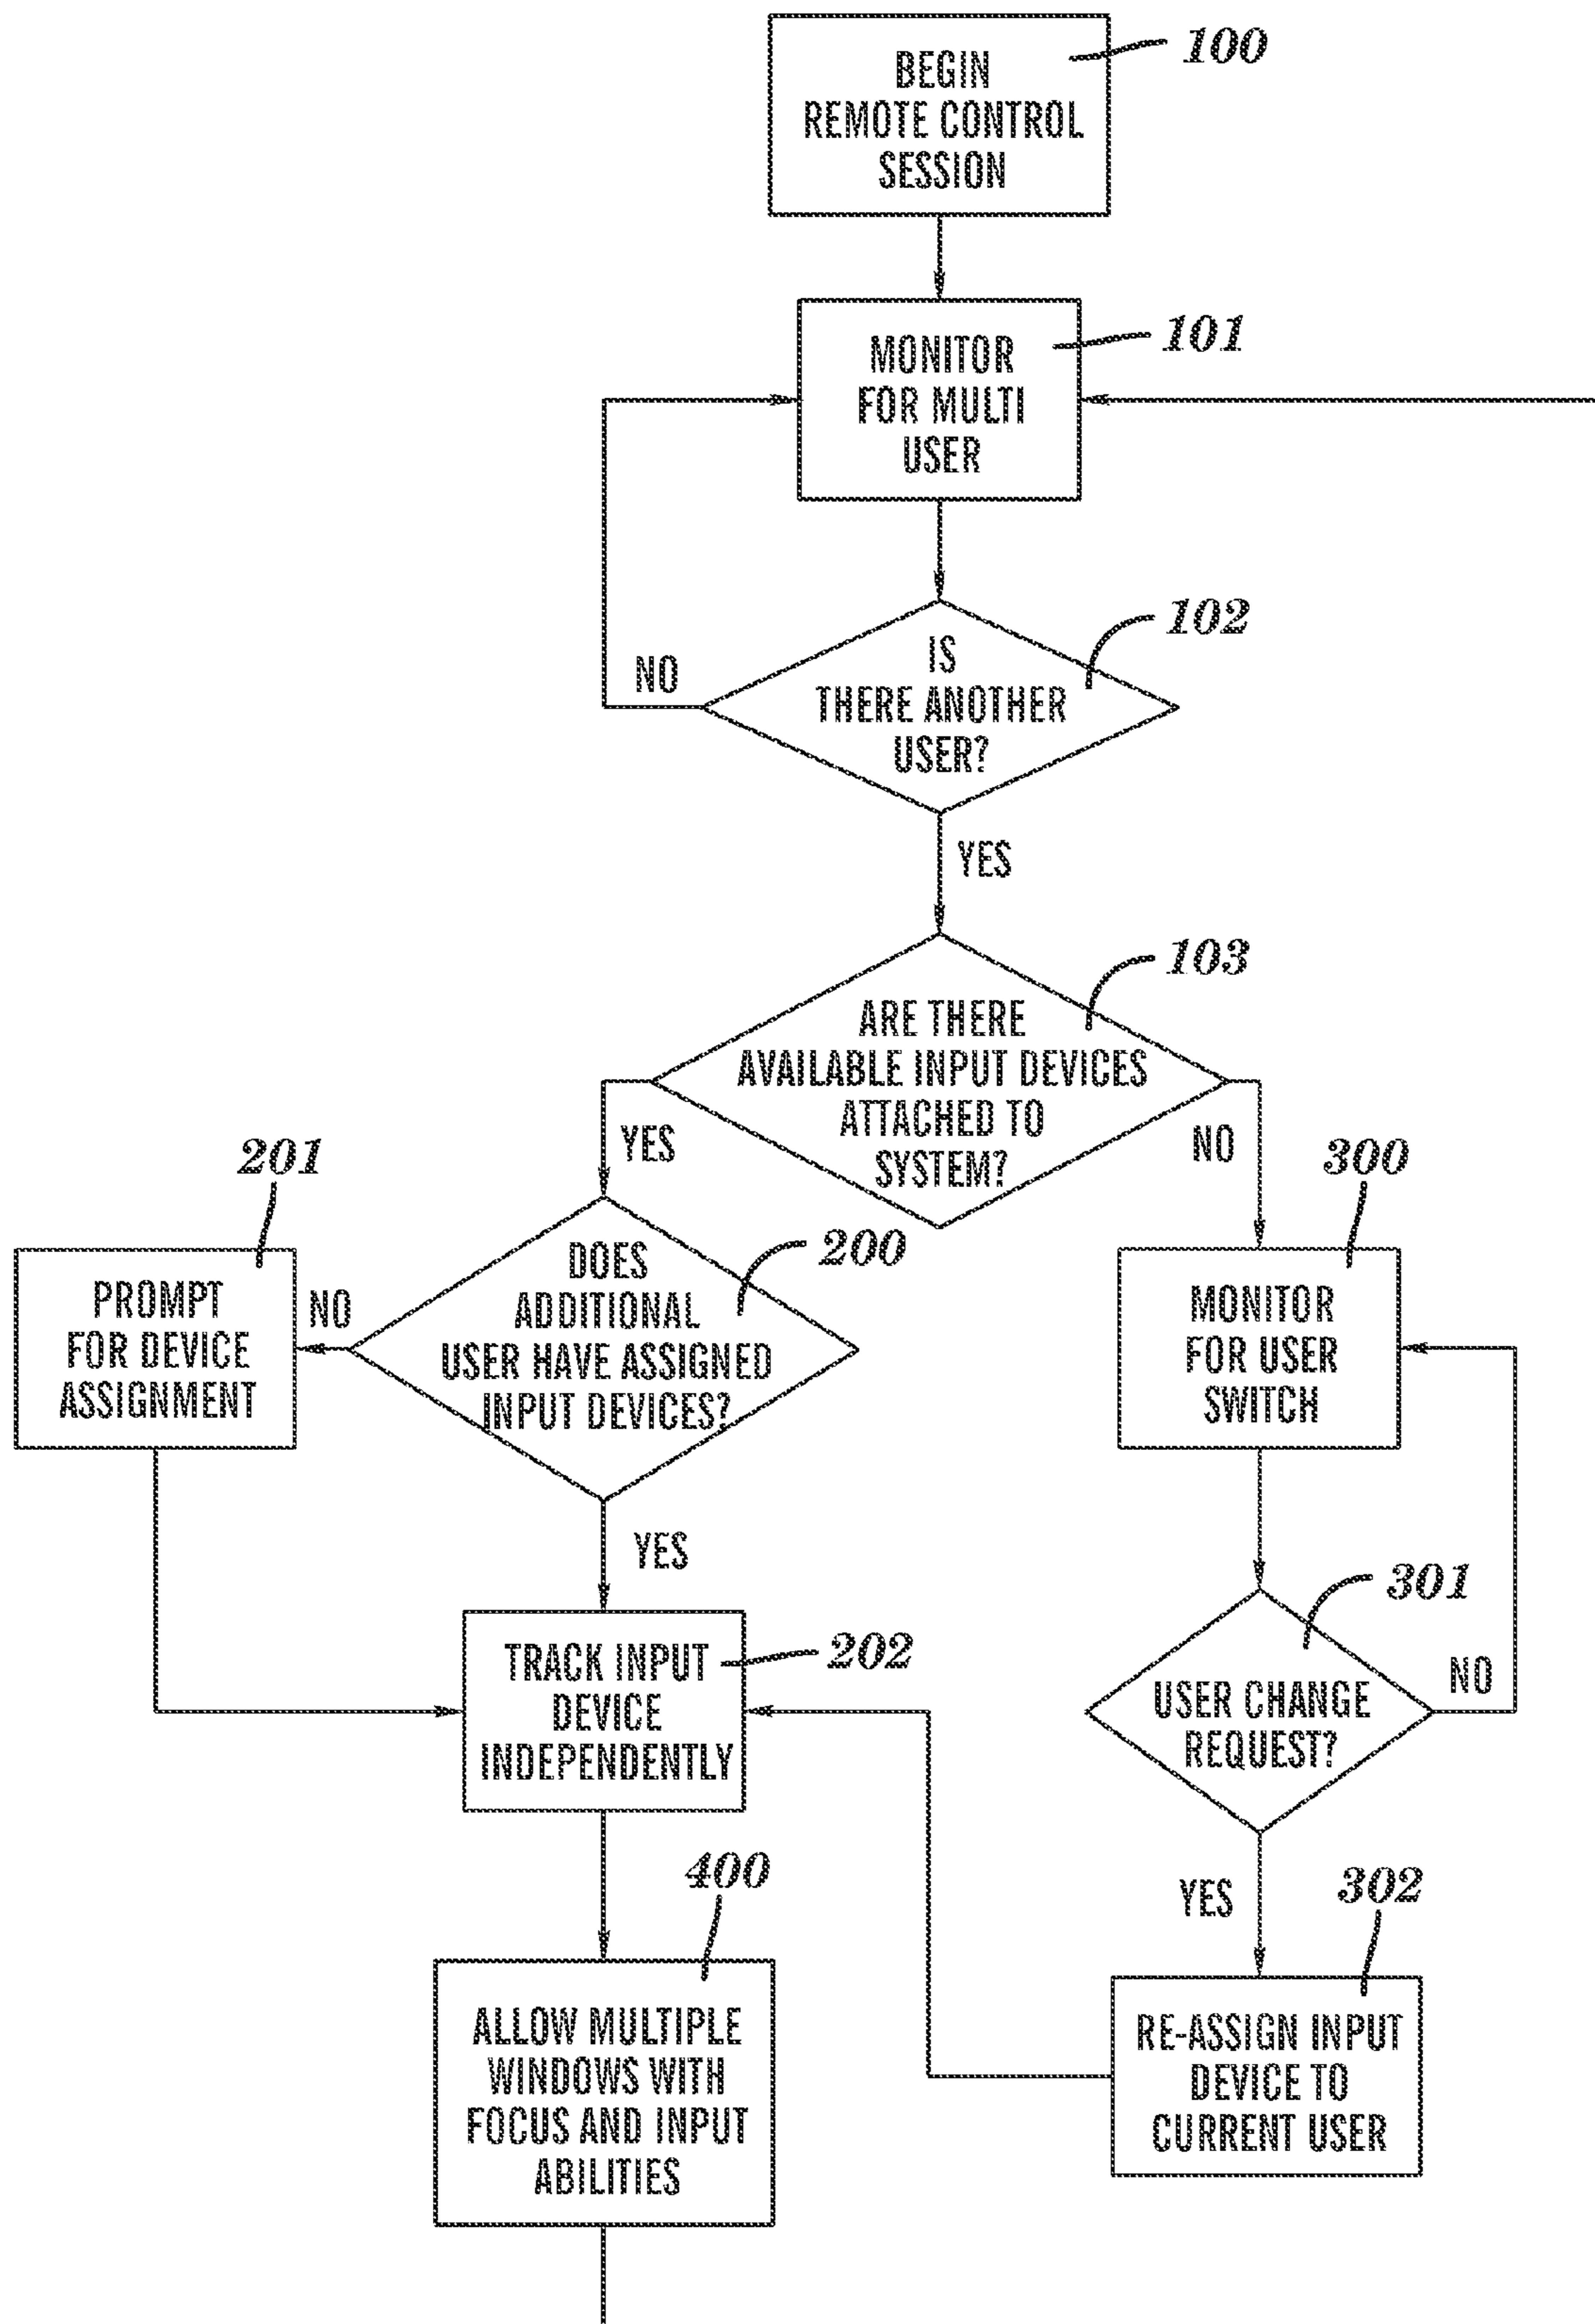 BEGIN
REMOTE CONTROL
SESSION
100
MONITOR
FOR MULTI
USER
101
IS
THERE ANOTHER
USER?
102
NO
YES
ARE THERE
AVAILABLE INPUT DEVICES
ATTACHED TO
SYSTEM?
103
YES
NO
201
PROMPT
FOR DEVICE
ASSIGNMENT
NO
DOES
ADDITIONAL
USER HAVE ASSIGNED
INPUT DEVICES?
200
300
MONITOR
FOR USER
SWITCH
YES
TRACK INPUT
DEVICE
INDEPENDENTLY
202
301
USER CHANGE
REQUEST?
NO
YES
400
ALLOW MULTIPLE
WINDOWS WITH
FOCUS AND INPUT
ABILITIES
302
RE-ASSIGN INPUT
DEVICE TO
CURRENT USER